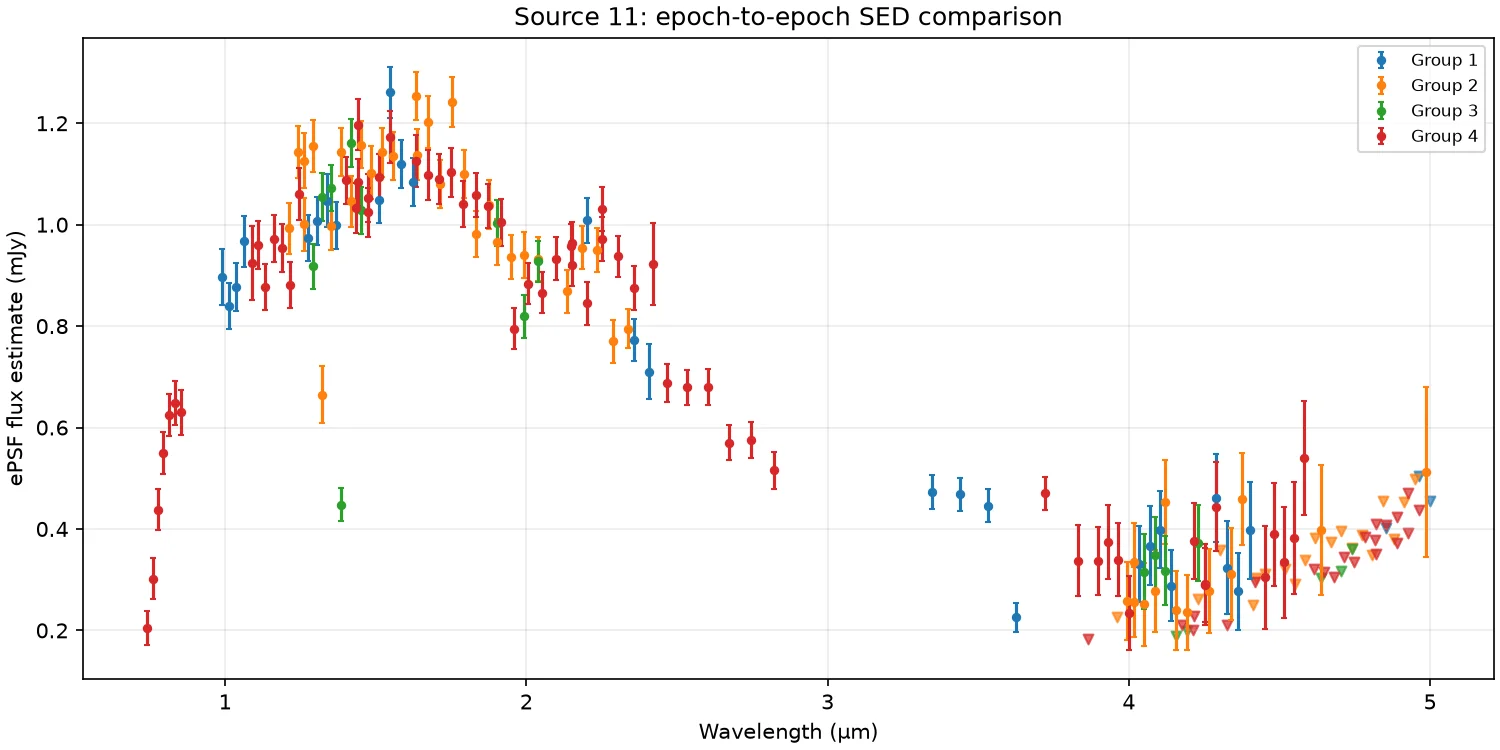 Source 11: epoch-to-epoch SED comparison
Group 1
Group 2
Group 3
Group 4
ePSF flux estimate (mJy)
1.2
1.0
0.8
0.6
0.4
0.2
1 2 3 4 5
Wavelength (μm)